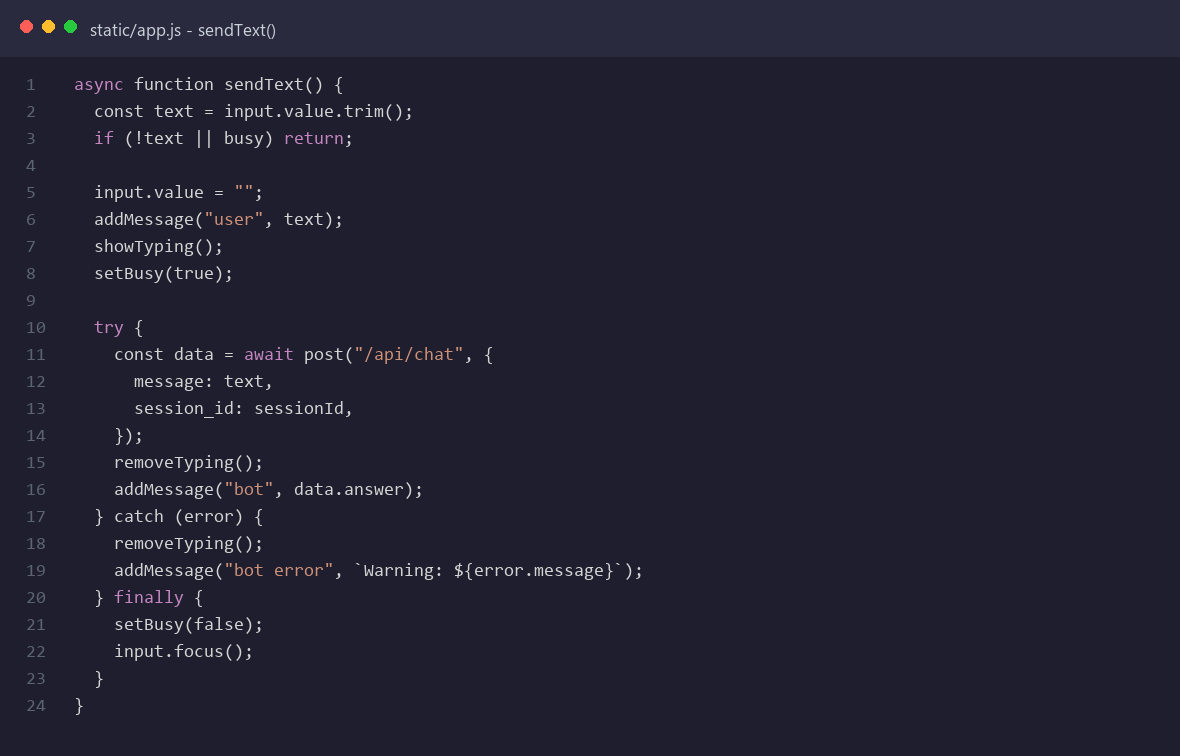 static/app.js - sendText()
1 async function sendText() {
2   const text = input.value.trim();
3   if (!text || busy) return;
4
5   input.value = "";
6   addMessage("user", text);
7   showTyping();
8   setBusy(true);
9
10   try {
11     const data = await post("/api/chat", {
12       message: text,
13       session_id: sessionId,
14     });
15     removeTyping();
16     addMessage("bot", data.answer);
17   } catch (error) {
18     removeTyping();
19     addMessage("bot error", `Warning: ${error.message}`);
20   } finally {
21     setBusy(false);
22     input.focus();
23   }
24 }